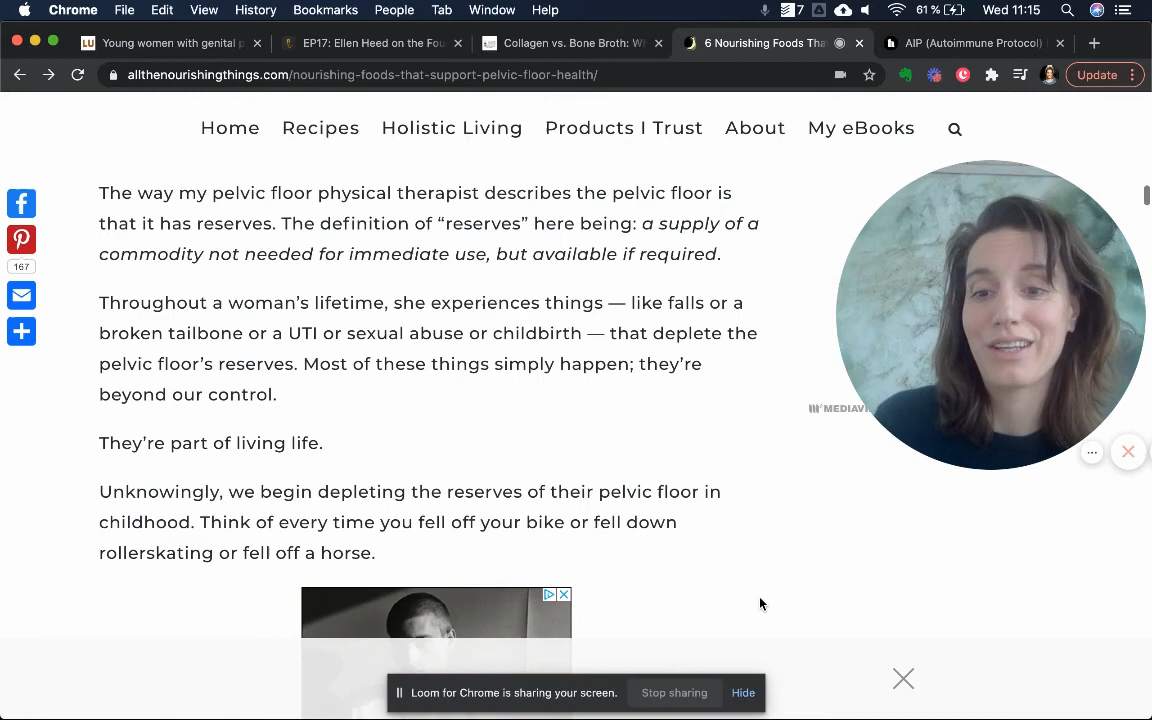 Chrome File Edit View History Bookmarks People Tab Window Help 7 61% Wed 11:15
LU Young women with genital p EP17: Ellen Heed on the Fou Collagen vs. Bone Broth: W 6 Nourishing Foods Tha h AIP (Autoimmune Protocol)
allthenourishingthings.com/nourishing-foods-that-support-pelvic-floor-health/ Update
Home Recipes Holistic Living Products I Trust About My eBooks
The way my pelvic floor physical therapist describes the pelvic floor is
that it has reserves. The definition of “reserves” here being: a supply of a
commodity not needed for immediate use, but available if required.
167
Throughout a woman’s lifetime, she experiences things — like falls or a
broken tailbone or a UTI or sexual abuse or childbirth — that deplete the
pelvic floor’s reserves. Most of these things simply happen; they’re
beyond our control.
MEDIAVI
They’re part of living life.
Unknowingly, we begin depleting the reserves of their pelvic floor in
childhood. Think of every time you fell off your bike or fell down
rollerskating or fell off a horse.
Loom for Chrome is sharing your screen. Stop sharing Hide